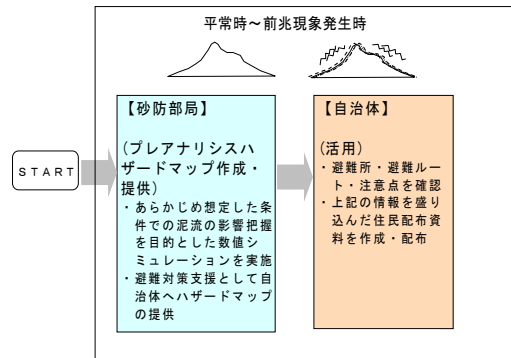 平常時～前兆現象発生時
START
【砂防部局】
(プレアナリシスハ
ザードマップ作成・
提供)
・あらかじめ想定した条
件での泥流の影響把握
を目的とした数値シ
ミュレーションを実施
・避難対策支援として自
治体へハザードマップ
の提供
【自治体】
(活用)
・避難所・避難ルー
ト・注意点を確認
・上記の情報を盛り
込んだ住民配布資
料を作成・配布